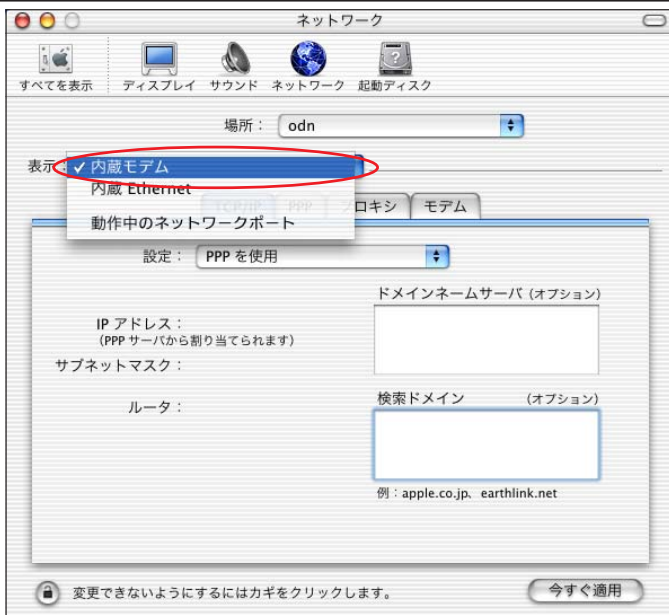 ネットワーク
すべてを表示 ディスプレイ サウンド ネットワーク 起動ディスク
場所： odn
表示： ✓ 内蔵モデム
内蔵 Ethernet
動作中のネットワークポート
TCP/IP PPP プロキシ モデム
設定： PPP を使用
ドメインネームサーバ (オプション)
IP アドレス：
(PPP サーバから割り当てられます)
サブネットマスク：
ルータ：
検索ドメイン (オプション)
例：apple.co.jp、earthlink.net
変更できないようにするにはカギをクリックします。
今すぐ適用